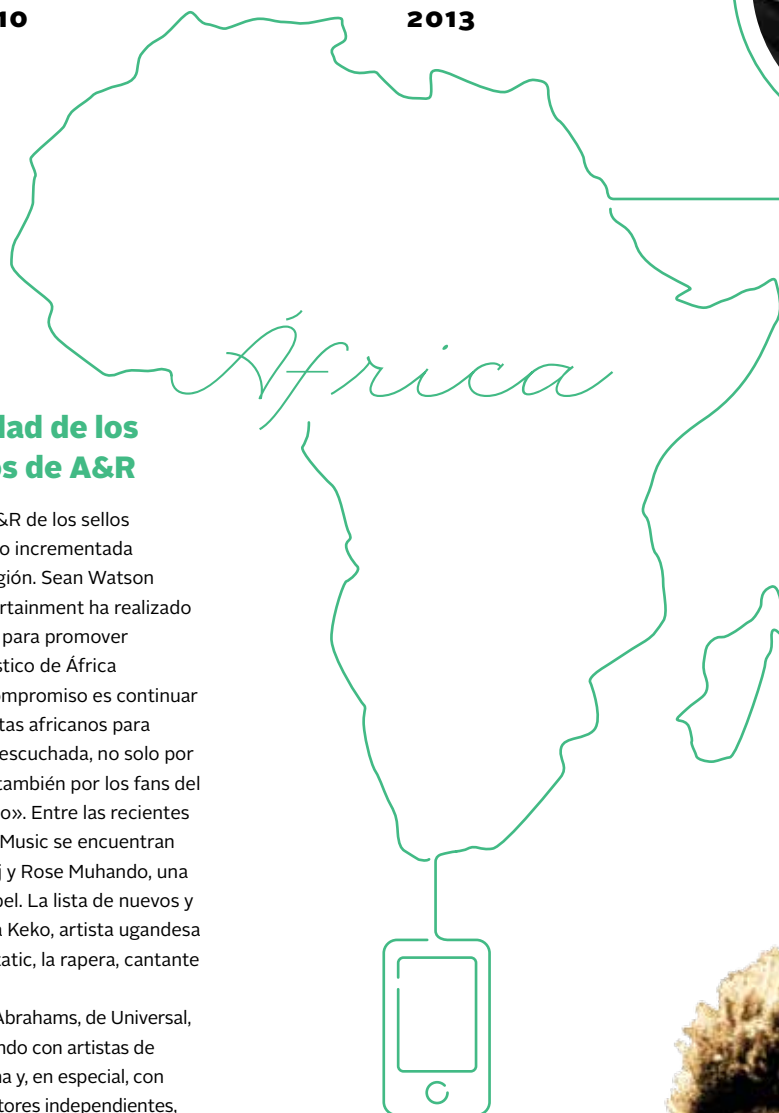 10
2013
África
dad de los
os de A&R
&R de los sellos
o incrementada
gión. Sean Watson
ertainment ha realizado
para promover
stico de África
ompromiso es continuar
tas africanos para
escuchada, no solo por
también por los fans del
o». Entre las recientes
Music se encuentran
j y Rose Muhando, una
pel. La lista de nuevos y
a Keko, artista ugandesa
tatic, la rapera, cantante
Abrahams, de Universal,
ndo con artistas de
na y, en especial, con
tores independientes,